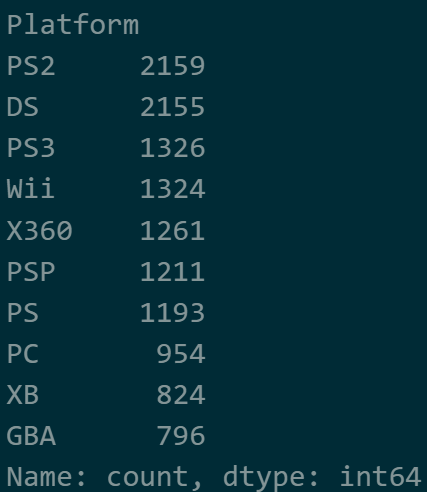 Platform
PS2     2159
DS      2155
PS3     1326
Wii     1324
X360    1261
PSP     1211
PS      1193
PC       954
XB       824
GBA      796
Name: count, dtype: int64